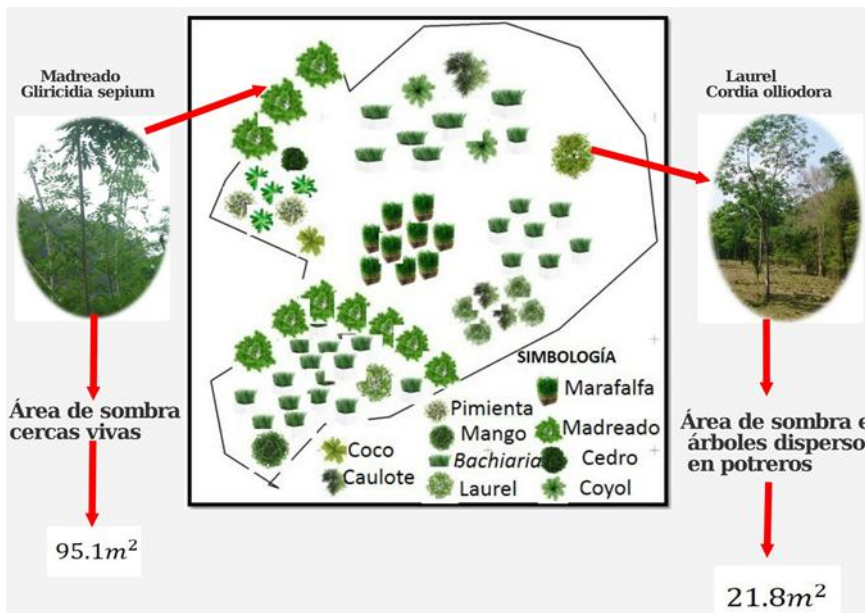 Madreado
Gliricidia sepium
Laurel
Cordia olliodora
Área de sombra
cercas vivas
95.1m²
SIMBOLOGÍA
Marafalfa
Pimienta
Mango
Madreado
Coco
Bachiaria
Cedro
Caulote
Laurel
Coyol
Área de sombra e
árboles disperso
en potreros
21.8m²